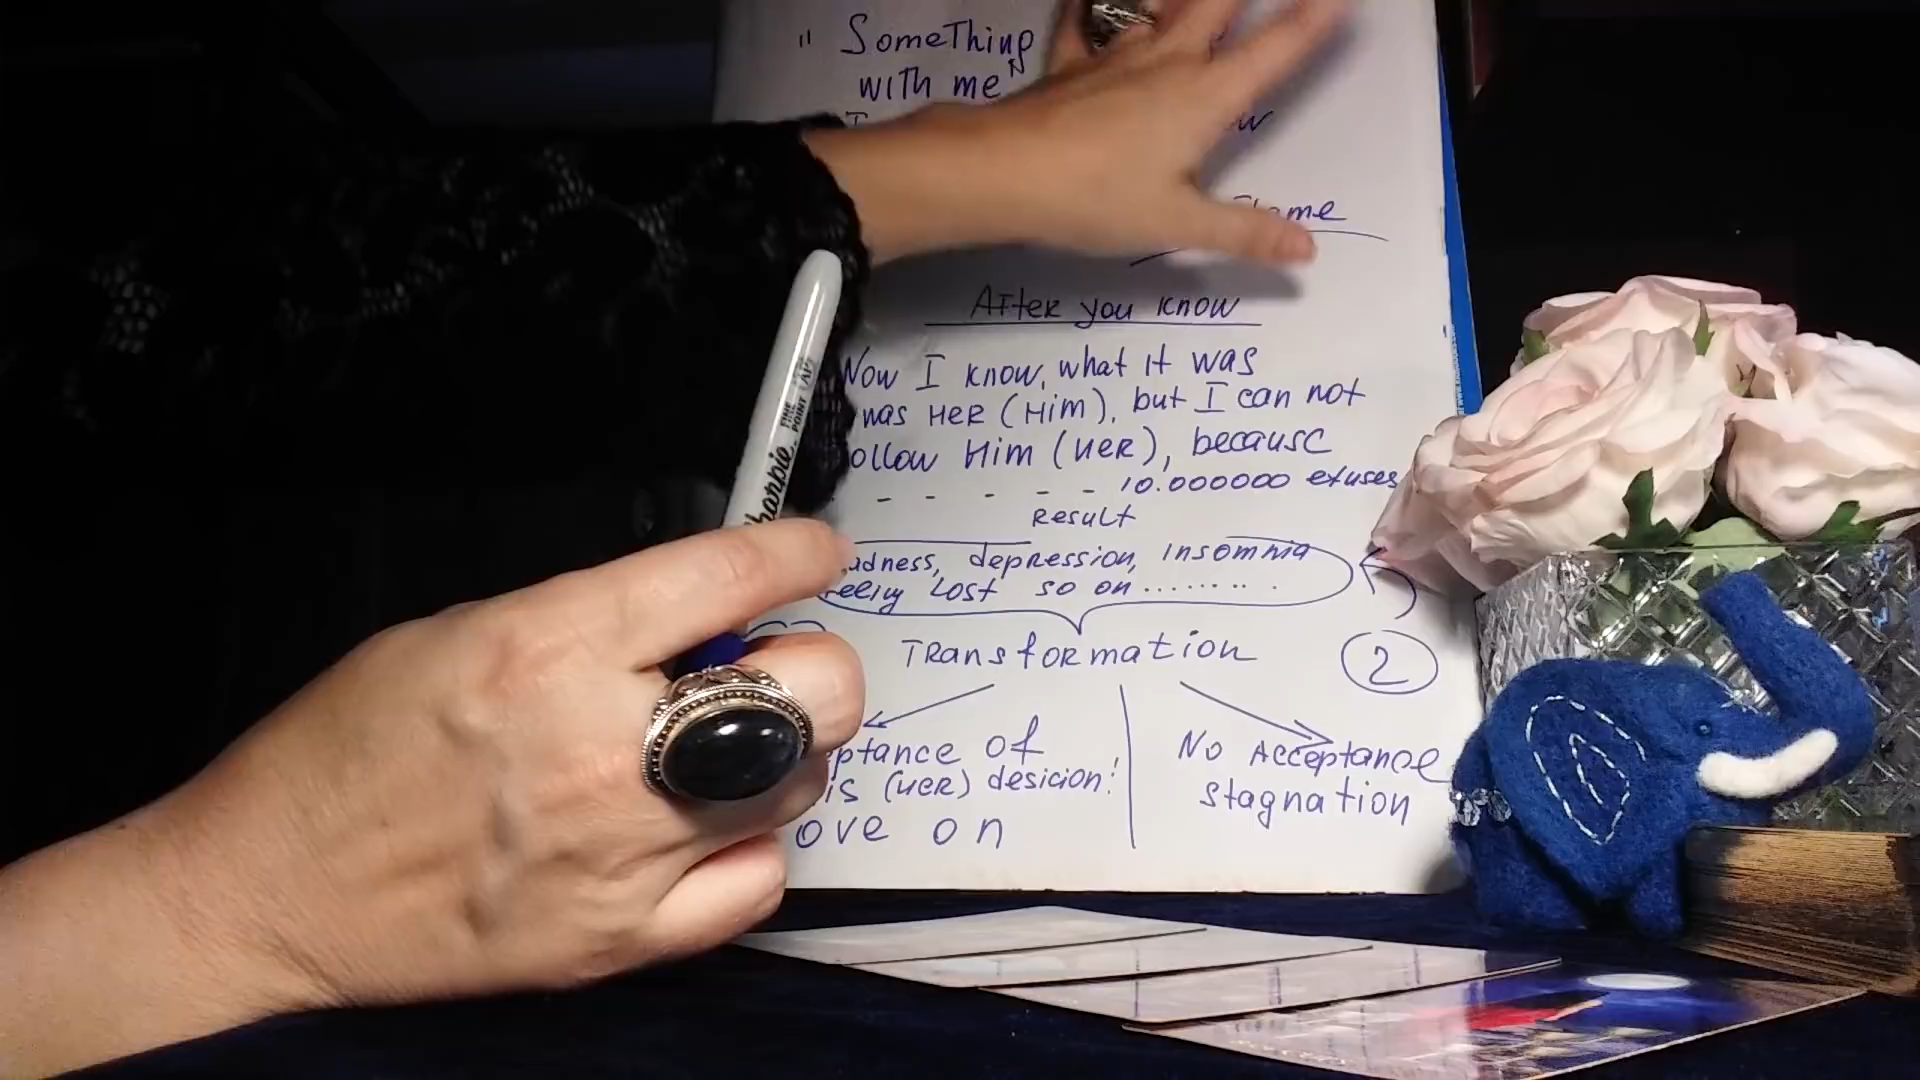 " Something
with me"
After you know
Now I know, what it was
was HER (Him), but I can not
ollow Him (HER), because
- - - - - 10.000000 exuses
Result
adness, depression, insomnia
Lost so on ........
Transformation
2
ptance of
is (HER) desicion!
ove on
No Acceptance
stagnation
Sharpie
FINE POINT